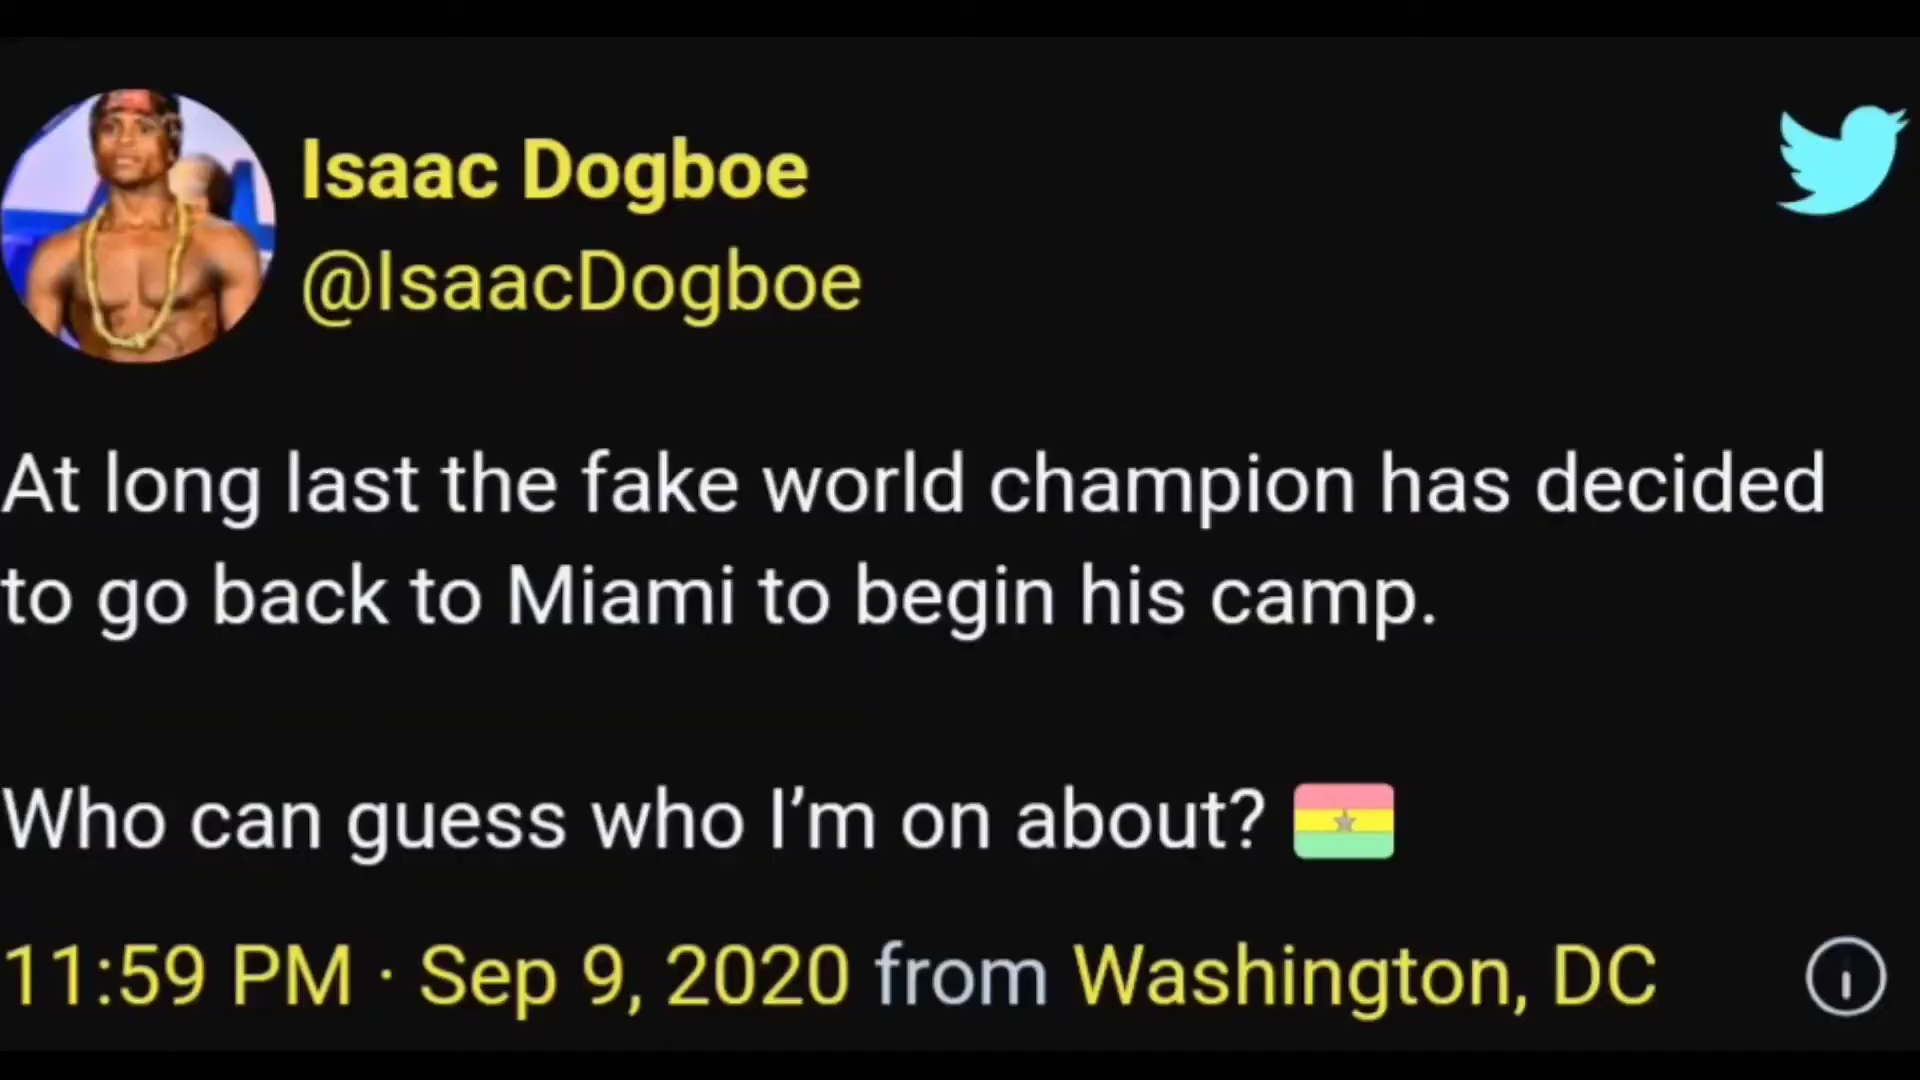 Isaac Dogboe
@IsaacDogboe
At long last the fake world champion has decided
to go back to Miami to begin his camp.
Who can guess who I’m on about? 🇬🇭
11:59 PM · Sep 9, 2020 from Washington, DC